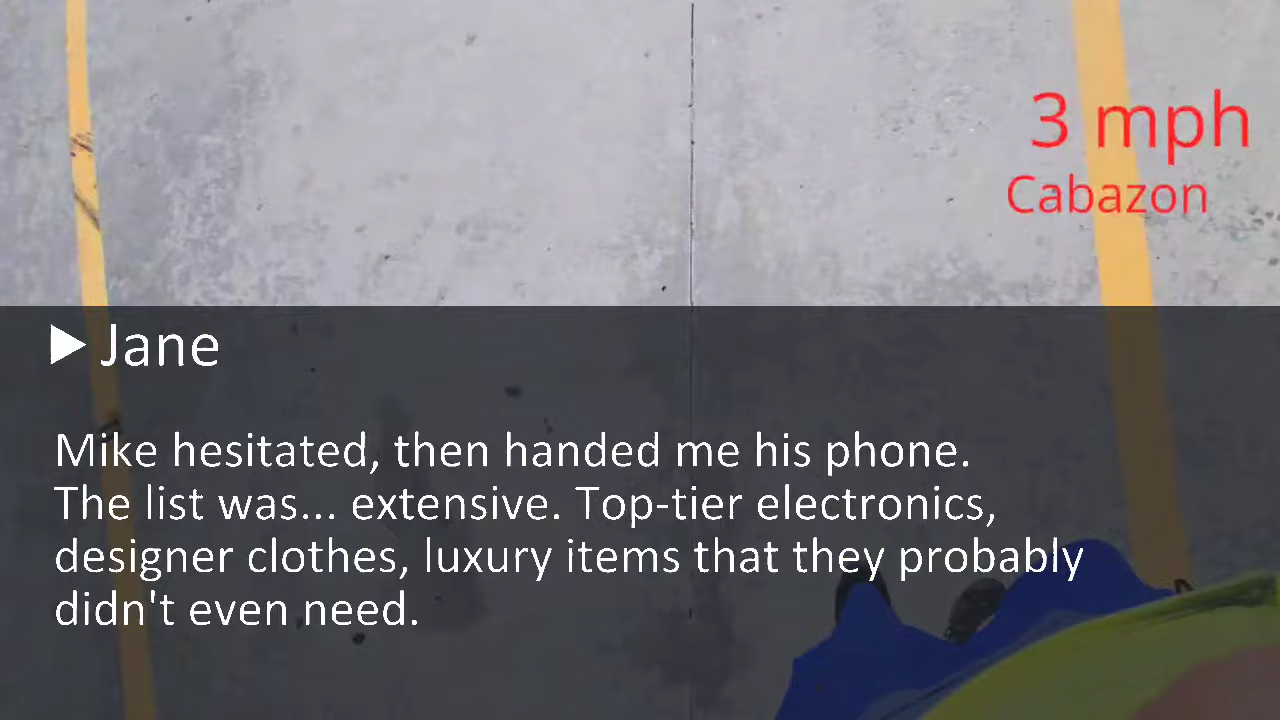 3 mph
Cabazon
Jane
Mike hesitated, then handed me his phone.
The list was... extensive. Top-tier electronics,
designer clothes, luxury items that they probably
didn't even need.